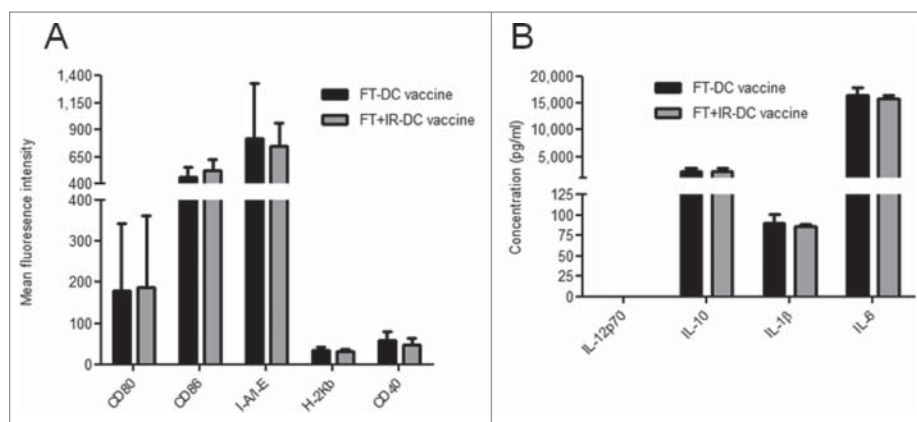 A
Mean fluoresence intensity
1,400
1,150
900
650
400
400
300
200
100
0
FT-DC vaccine
FT+IR-DC vaccine
CD80
CD86
I-A/I-E
H-2Kb
CD40
B
Concentration (pg/ml)
20,000
15,000
10,000
5,000
125
100
75
50
25
0
FT-DC vaccine
FT+IR-DC vaccine
IL-12p70
IL-10
IL-1β
IL-6